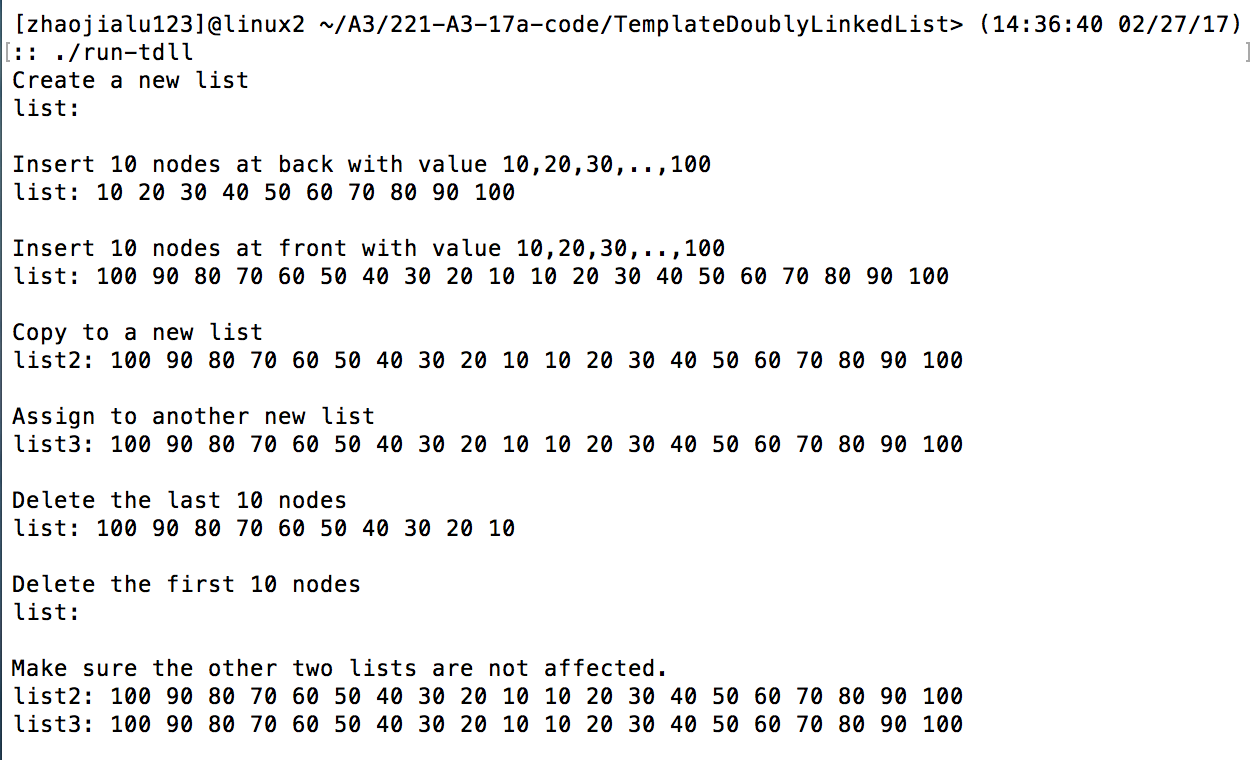 [zhaojialu123]@linux2 ~/A3/221-A3-17a-code/TemplateDoublyLinkedList> (14:36:40 02/27/17)
[:: ./run-tdll ]
Create a new list
list:
Insert 10 nodes at back with value 10,20,30,..,100
list: 10 20 30 40 50 60 70 80 90 100
Insert 10 nodes at front with value 10,20,30,..,100
list: 100 90 80 70 60 50 40 30 20 10 10 20 30 40 50 60 70 80 90 100
Copy to a new list
list2: 100 90 80 70 60 50 40 30 20 10 10 20 30 40 50 60 70 80 90 100
Assign to another new list
list3: 100 90 80 70 60 50 40 30 20 10 10 20 30 40 50 60 70 80 90 100
Delete the last 10 nodes
list: 100 90 80 70 60 50 40 30 20 10
Delete the first 10 nodes
list:
Make sure the other two lists are not affected.
list2: 100 90 80 70 60 50 40 30 20 10 10 20 30 40 50 60 70 80 90 100
list3: 100 90 80 70 60 50 40 30 20 10 10 20 30 40 50 60 70 80 90 100